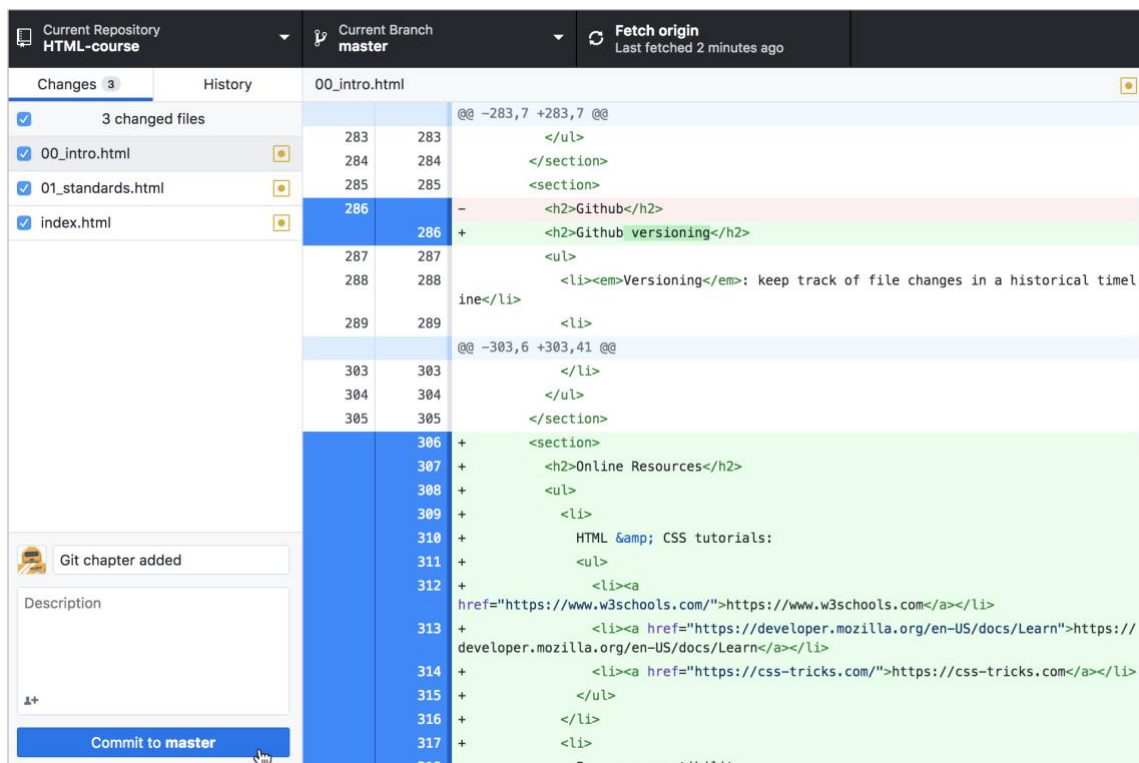 Current Repository
HTML-course
Current Branch
master
Fetch origin
Last fetched 2 minutes ago
Changes 3
History
00_intro.html
3 changed files
00_intro.html
01_standards.html
index.html
Git chapter added
Description
Commit to master
@@ -283,7 +283,7 @@
283 283 </ul>
284 284 </section>
285 285 <section>
286 - <h2>Github</h2>
286 + <h2>Github versioning</h2>
287 287 <ul>
288 288 <li><em>Versioning</em>: keep track of file changes in a historical timel
ine</li>
289 289 <li>
@@ -303,6 +303,41 @@
303 303 </li>
304 304 </ul>
305 305 </section>
306 + <section>
307 + <h2>Online Resources</h2>
308 + <ul>
309 + <li>
310 + HTML &amp; CSS tutorials:
311 + <ul>
312 + <li><a
href="https://www.w3schools.com/">https://www.w3schools.com</a></li>
313 + <li><a href="https://developer.mozilla.org/en-US/docs/Learn">https://
developer.mozilla.org/en-US/docs/Learn</a></li>
314 + <li><a href="https://css-tricks.com/">https://css-tricks.com</a></li>
315 + </ul>
316 + </li>
317 + <li>